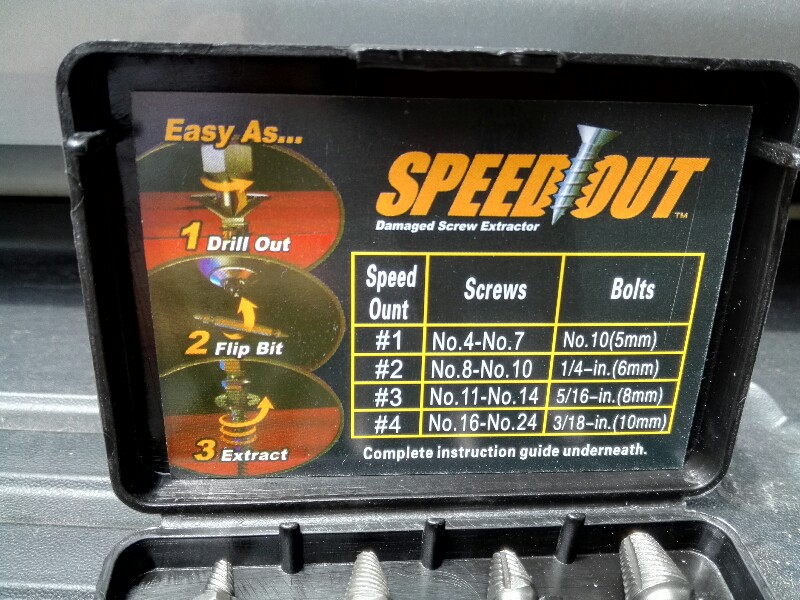 Easy As...
1 Drill Out
2 Flip Bit
3 Extract
SPEED OUT™
Damaged Screw Extractor
Speed Ount Screws Bolts
#1 No.4-No.7 No.10(5mm)
#2 No.8-No.10 1/4-in.(6mm)
#3 No.11-No.14 5/16-in.(8mm)
#4 No.16-No.24 3/18-in.(10mm)
Complete instruction guide underneath.